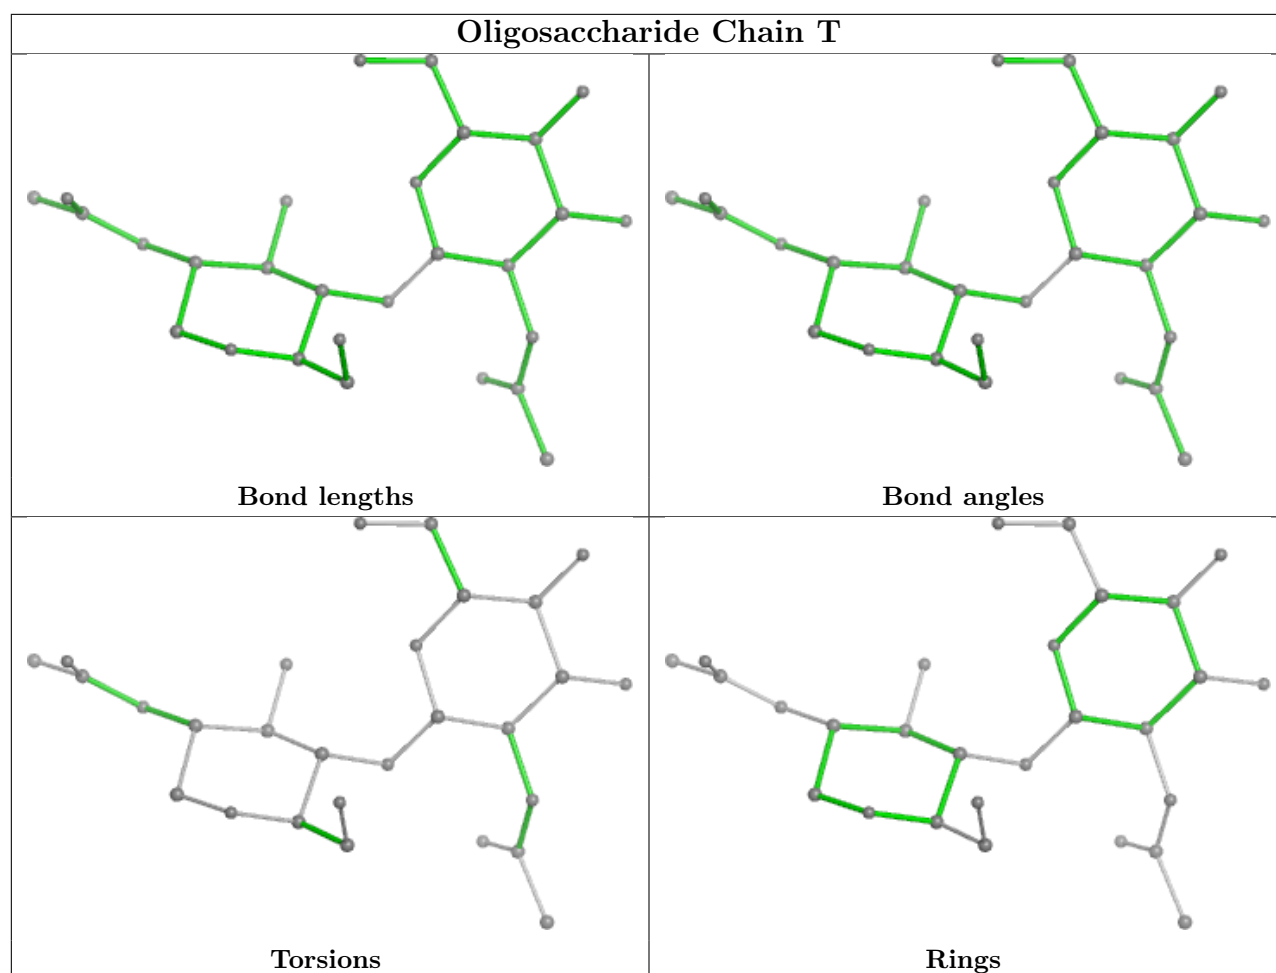 Oligosaccharide Chain T
Bond lengths
Bond angles
Torsions
Rings